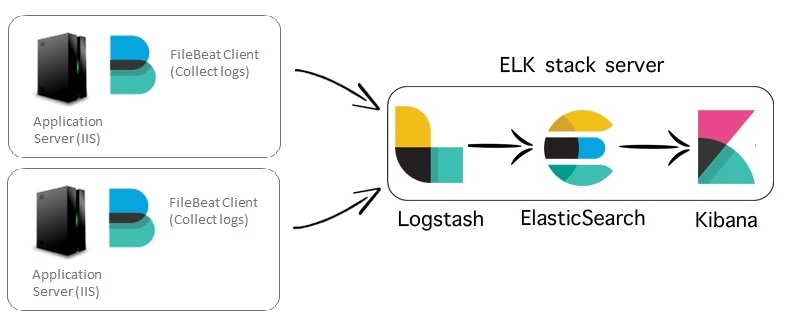 FileBeat Client
(Collect logs)
Application
Server (IIS)
FileBeat Client
(Collect logs)
Application
Server (IIS)
ELK stack server
Logstash
ElasticSearch
Kibana